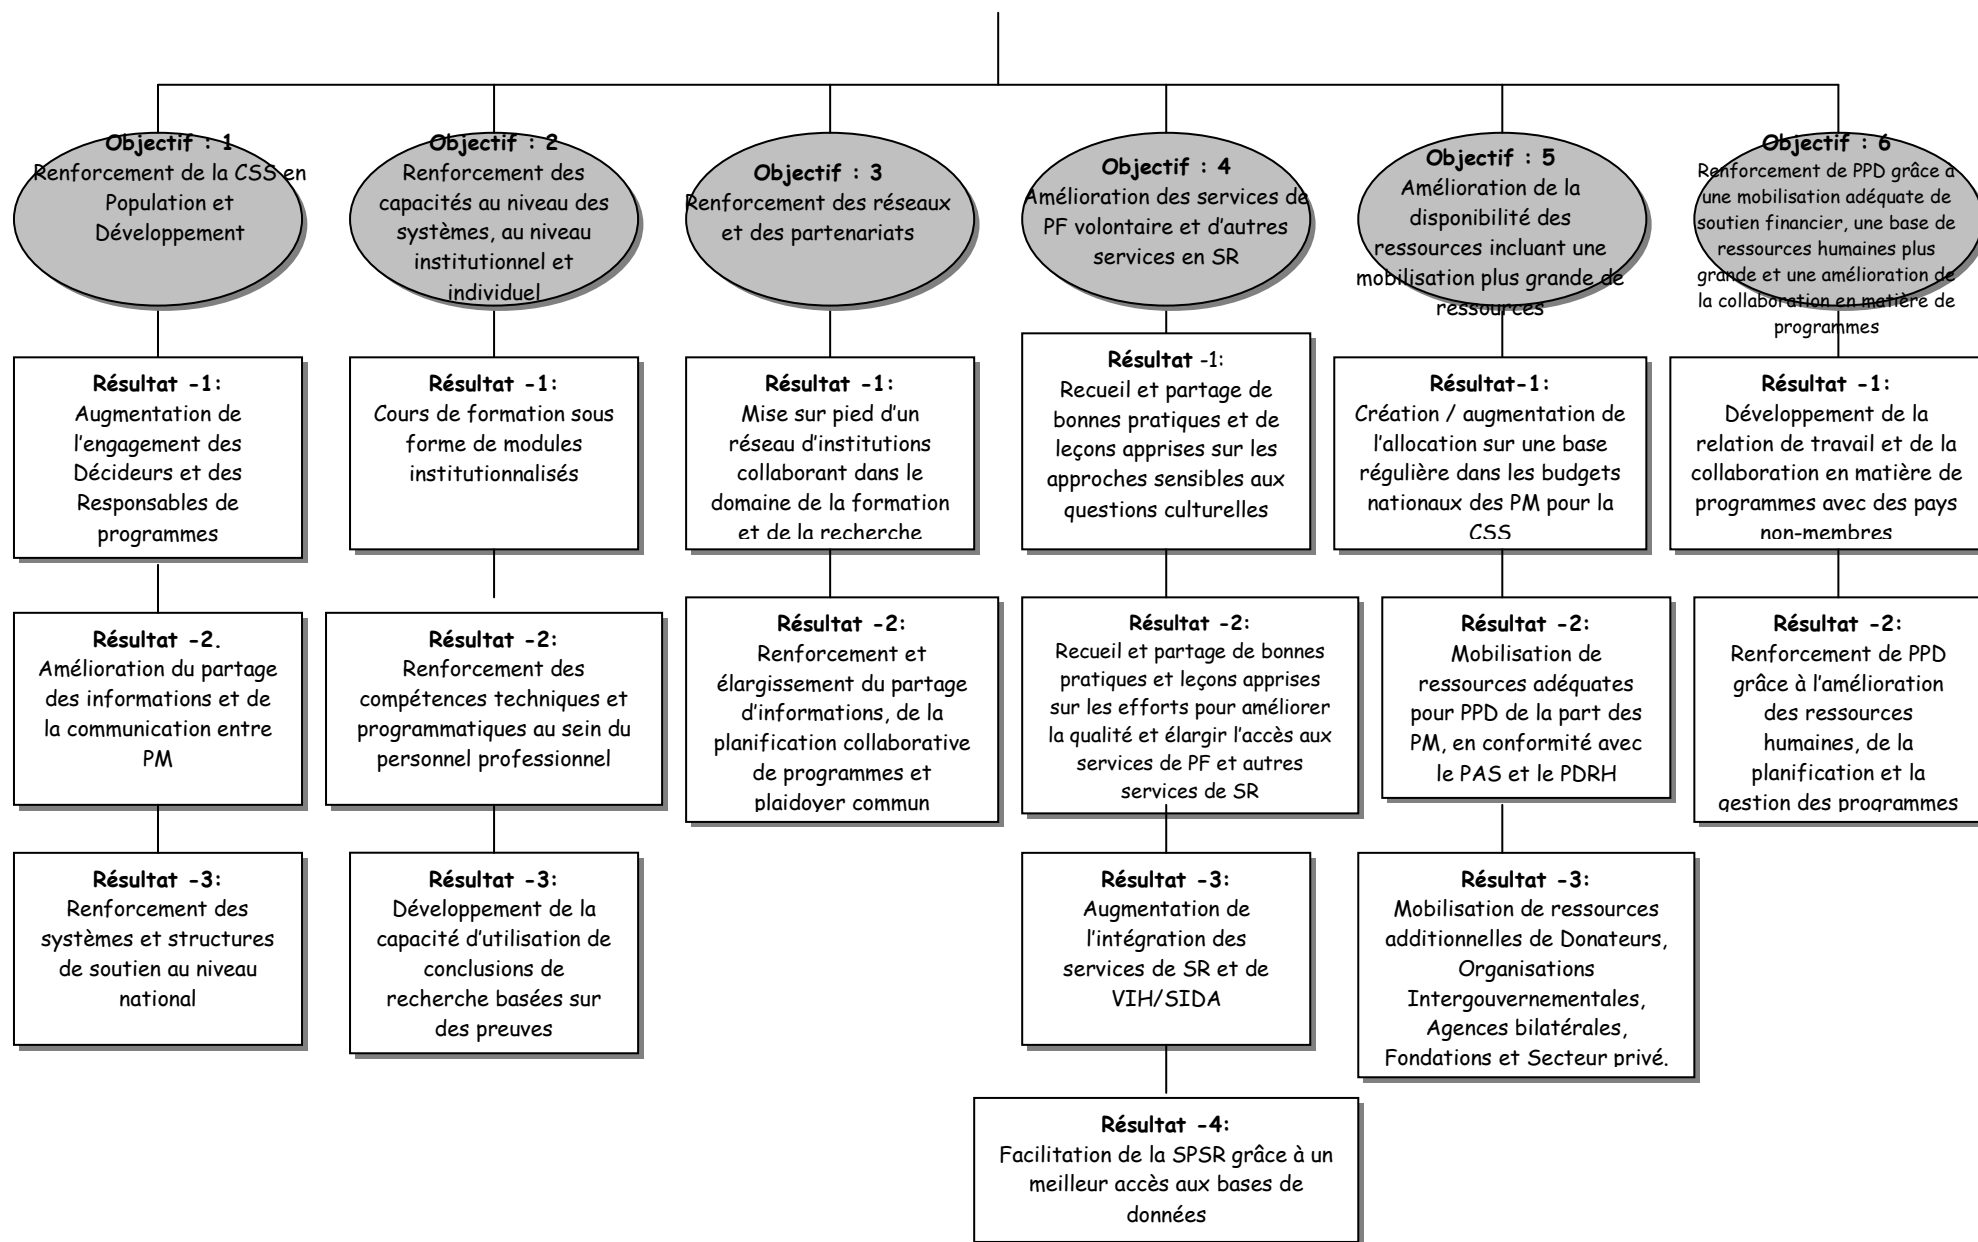 Objectif : 1
Renforcement de la CSS en
Population et
Développement
Résultat -1:
Augmentation de
l'engagement des
Décideurs et des
Responsables de
programmes
Résultat -2.
Amélioration du partage
des informations et de
la communication entre
PM
Résultat -3:
Renforcement des
systèmes et structures
de soutien au niveau
national
Objectif : 2
Renforcement des
capacités au niveau des
systèmes, au niveau
institutionnel et
individuel
Résultat -1:
Cours de formation sous
forme de modules
institutionnalisés
Résultat -2:
Renforcement des
compétences techniques et
programmatiques au sein du
personnel professionnel
Résultat -3:
Développement de la
capacité d'utilisation de
conclusions de
recherche basées sur
des preuves
Objectif : 3
Renforcement des réseaux
et des partenariats
Résultat -1:
Mise sur pied d'un
réseau d'institutions
collaborant dans le
domaine de la formation
et de la recherche
Résultat -2:
Renforcement et
élargissement du partage
d'informations, de la
planification collaborative
de programmes et
plaidoyer commun
Objectif : 4
Amélioration des services de
PF volontaire et d'autres
services en SR
Résultat -1:
Recueil et partage de
bonnes pratiques et de
leçons apprises sur les
approches sensibles aux
questions culturelles
Résultat -2:
Recueil et partage de bonnes
pratiques et leçons apprises
sur les efforts pour améliorer
la qualité et élargir l'accès aux
services de PF et autres
services de SR
Résultat -3:
Augmentation de
l'intégration des
services de SR et de
VIH/SIDA
Résultat -4:
Facilitation de la SPSR grâce à un
meilleur accès aux bases de
données
Objectif : 5
Amélioration de la
disponibilité des
ressources incluant une
mobilisation plus grande de
ressources
Résultat-1:
Création / augmentation de
l'allocation sur une base
régulière dans les budgets
nationaux des PM pour la
CSS
Résultat -2:
Mobilisation de
ressources adéquates
pour PPD de la part des
PM, en conformité avec
le PAS et le PDRH
Résultat -3:
Mobilisation de ressources
additionnelles de Donateurs,
Organisations
Intergouvernementales,
Agences bilatérales,
Fondations et Secteur privé.
Objectif : 6
Renforcement de PPD grâce à
une mobilisation adéquate de
soutien financier, une base de
ressources humaines plus
grande et une amélioration de
la collaboration en matière de
programmes
Résultat -1:
Développement de la
relation de travail et de la
collaboration en matière de
programmes avec des pays
non-membres
Résultat -2:
Renforcement de PPD
grâce à l'amélioration
des ressources
humaines, de la
planification et la
gestion des programmes